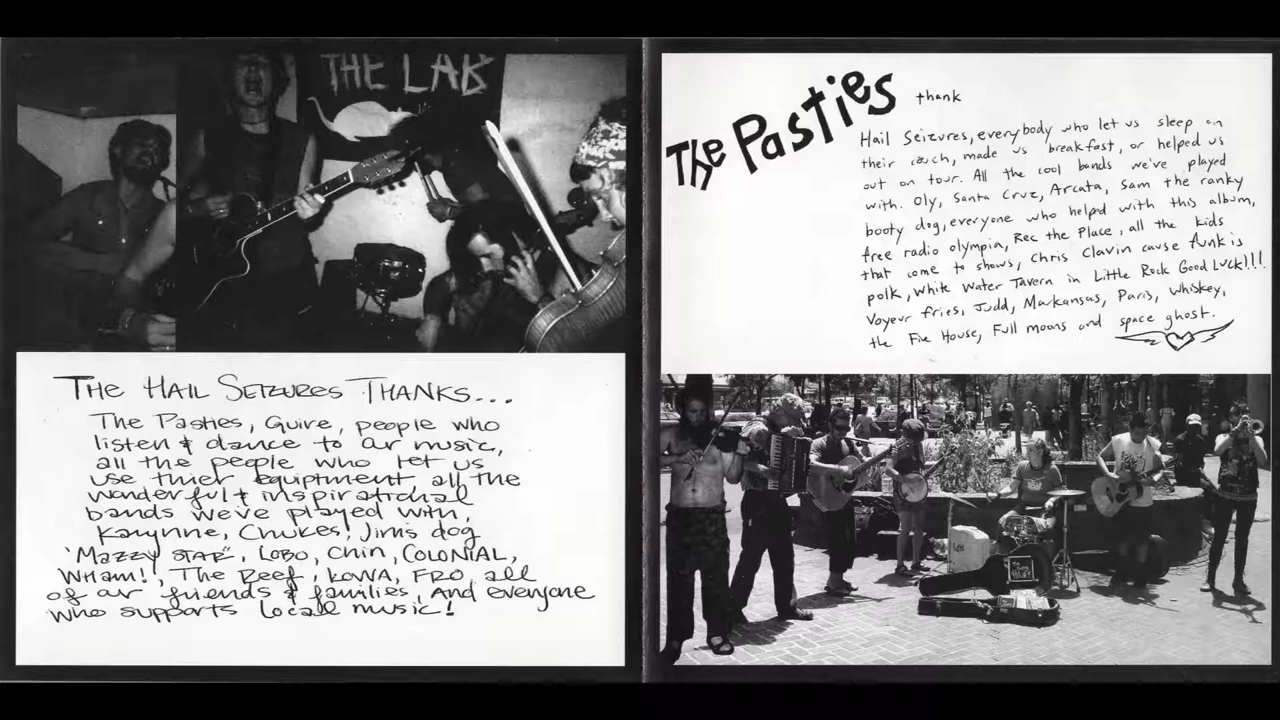 THE LAB
THE HAIL SEIZURES THANKS...
The Pasties, Guire, people who
listen & dance to ar music,
all the people who let us
use thier equiptment all the
wonderful & inspirational
bands we've played with,
Karynne, Chukes, Jim's dog
"Mazzy STAR", LOBO, Chin, COLONIAL,
Wham!, The Reef, KOWA, FRO, all
of ar friends & families, And everyone
who supports locall music!
The Pasties thank
Hail Seizures, everybody who let us sleep on
their couch, made us breakfast, or helped us
out on tour. All the cool bands we've played
with. Oly, Santa Cruz, Arcata, Sam the ranky
booty dog, everyone who helped with this album,
free radio olympia, Rec the Place, all the kids
that come to shows, Chris Clavin cause funk is
polk, White Water Tavern in Little Rock Good Luck!!!
Voyeur fries, Judd, Markansas, Paris, Whiskey,
the Fire House, Full moons and space ghost.